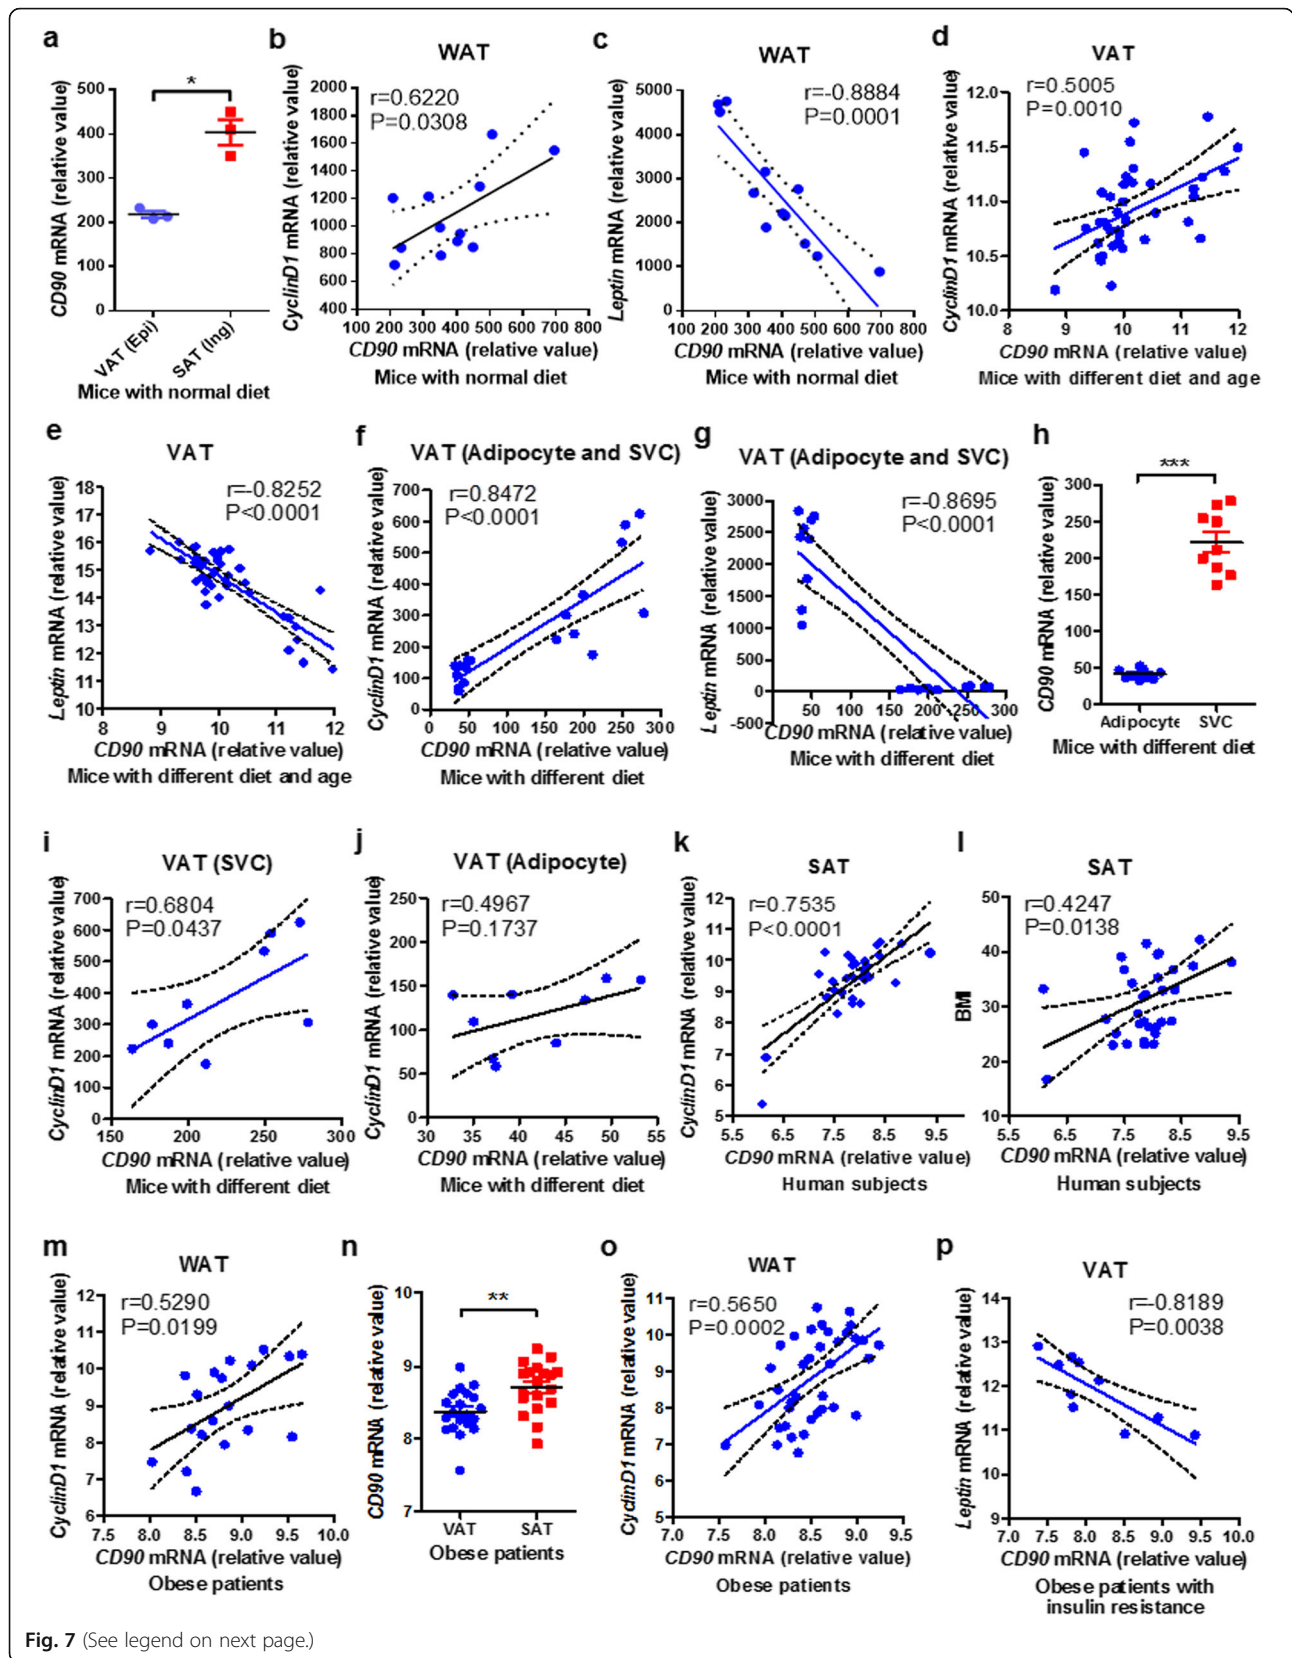 a
CD90 mRNA (relative value)
500
400
300
200
100
0
*
VAT (Epi)
SAT (Ing)
Mice with normal diet
b
WAT
r=0.6220
P=0.0308
CyclinD1 mRNA (relative value)
2000
1800
1600
1400
1200
1000
800
600
400
100 200 300 400 500 600 700 800
CD90 mRNA (relative value)
Mice with normal diet
c
WAT
r=-0.8884
P=0.0001
Leptin mRNA (relative value)
5000
4000
3000
2000
1000
0
100 200 300 400 500 600 700 800
CD90 mRNA (relative value)
Mice with normal diet
d
VAT
r=0.5005
P=0.0010
CyclinD1 mRNA (relative value)
12.0
11.5
11.0
10.5
10.0
8 9 10 11 12
CD90 mRNA (relative value)
Mice with different diet and age
e
VAT
r=-0.8252
P<0.0001
Leptin mRNA (relative value)
18
17
16
15
14
13
12
11
10
8 9 10 11 12
CD90 mRNA (relative value)
Mice with different diet and age
f
VAT (Adipocyte and SVC)
r=0.8472
P<0.0001
CyclinD1 mRNA (relative value)
700
600
500
400
300
200
100
0
0 50 100 150 200 250 300
CD90 mRNA (relative value)
Mice with different diet
g
VAT (Adipocyte and SVC)
r=-0.8695
P<0.0001
Leptin mRNA (relative value)
3000
2500
2000
1500
1000
500
0
-500
50 100 150 200 250 300
CD90 mRNA (relative value)
Mice with different diet
h
***
CD90 mRNA (relative value)
300
250
200
150
100
50
0
Adipocyte SVC
Mice with different diet
i
VAT (SVC)
r=0.6804
P=0.0437
CyclinD1 mRNA (relative value)
700
600
500
400
300
200
100
0
150 200 250 300
CD90 mRNA (relative value)
Mice with different diet
j
VAT (Adipocyte)
r=0.4967
P=0.1737
CyclinD1 mRNA (relative value)
250
200
150
100
50
0
30 35 40 45 50 55
CD90 mRNA (relative value)
Mice with different diet
k
SAT
r=0.7535
P<0.0001
CyclinD1 mRNA (relative value)
12
11
10
9
8
7
6
5
5.5 6.5 7.5 8.5 9.5
CD90 mRNA (relative value)
Human subjects
l
SAT
r=0.4247
P=0.0138
BMI
50
40
30
20
10
5.5 6.5 7.5 8.5 9.5
CD90 mRNA (relative value)
Human subjects
m
WAT
r=0.5290
P=0.0199
CyclinD1 mRNA (relative value)
12
11
10
9
8
7
6
7.5 8.0 8.5 9.0 9.5 10.0
CD90 mRNA (relative value)
Obese patients
n
**
CD90 mRNA (relative value)
10
9
8
7
VAT SAT
Obese patients
o
WAT
r=0.5650
P=0.0002
CyclinD1 mRNA (relative value)
11
10
9
8
7
6
5
7.0 7.5 8.0 8.5 9.0 9.5
CD90 mRNA (relative value)
Obese patients
p
VAT
r=-0.8189
P=0.0038
Leptin mRNA (relative value)
14
13
12
11
10
9
7.0 7.5 8.0 8.5 9.0 9.5 10.0
CD90 mRNA (relative value)
Obese patients with
insulin resistance
Fig. 7 (See legend on next page.)